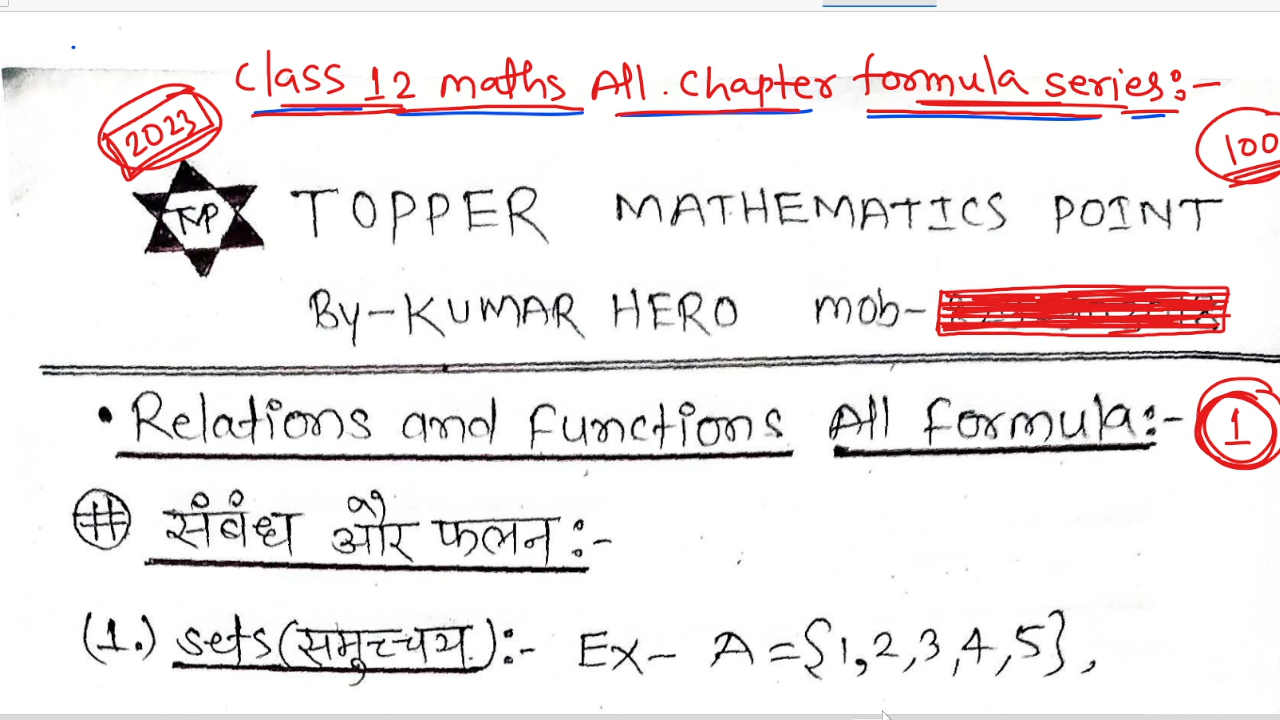 Class 12 maths All. Chapter formula series:-
2023
100
TMP
TOPPER MATHEMATICS POINT
By-KUMAR HERO mob-
• Relations and functions All formula:-
1
# संबंध और फलन:-
(1.) sets(समुच्चय):- Ex- A={1,2,3,4,5},